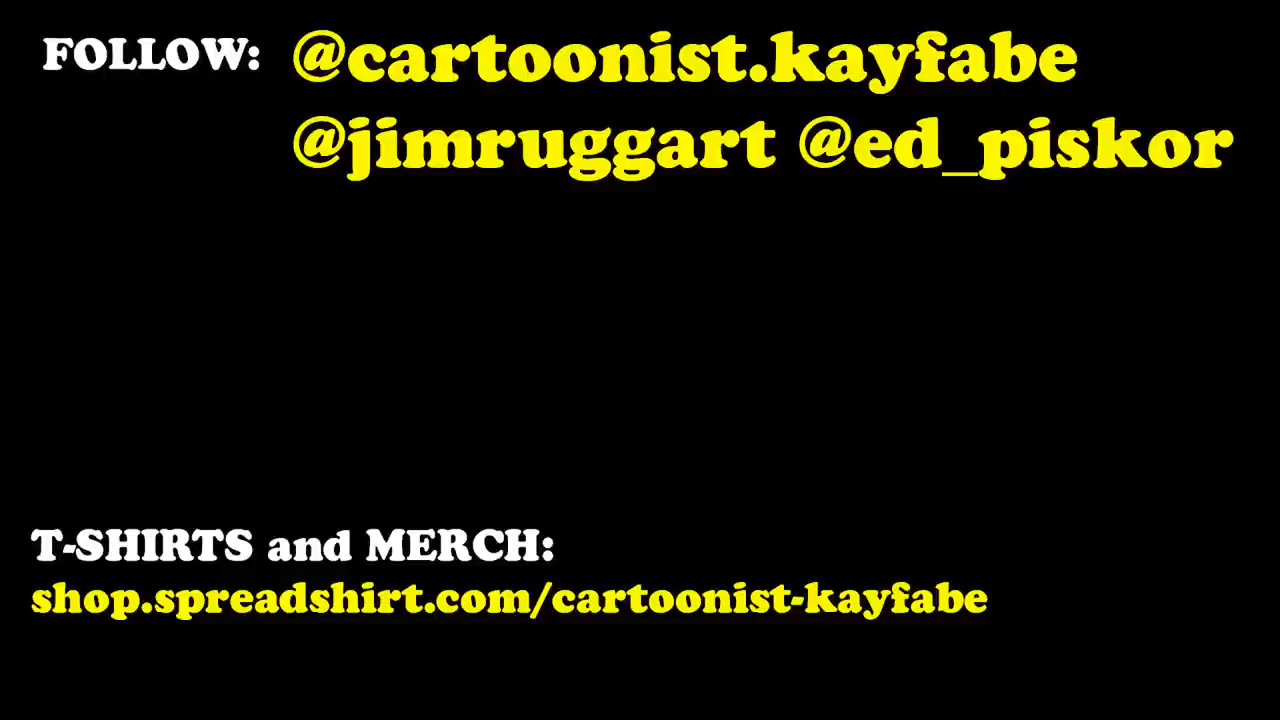 FOLLOW: @cartoonist.kayfabe
@jimruggart @ed_piskor
T-SHIRTS and MERCH:
shop.spreadshirt.com/cartoonist-kayfabe